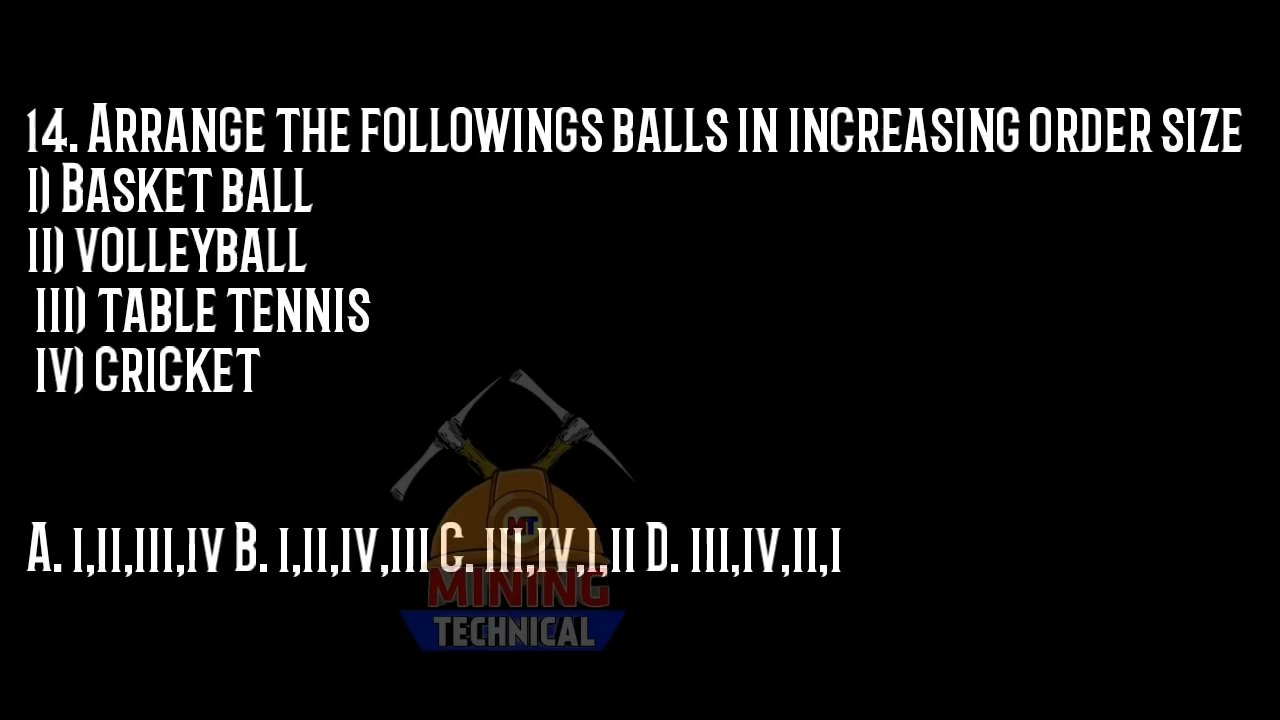 14. ARRANGE THE FOLLOWINGS BALLS IN INCREASING ORDER SIZE
I) BASKET BALL
II) VOLLEYBALL
III) TABLE TENNIS
IV) CRICKET
A. I,II,III,IV B. I,II,IV,III C. III,IV,I,II D. III,IV,II,I
MT
MINING
TECHNICAL